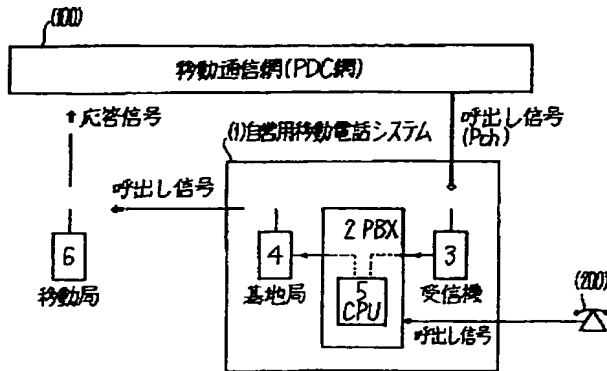 (100)
移動通信網(PDC網)
応答信号
呼出し信号
(Pch)
(1)自営用移動電話システム
呼出し信号
2 PBX
6
4
3
移動局
基地局
5
CPU
受信機
(200)
呼出し信号